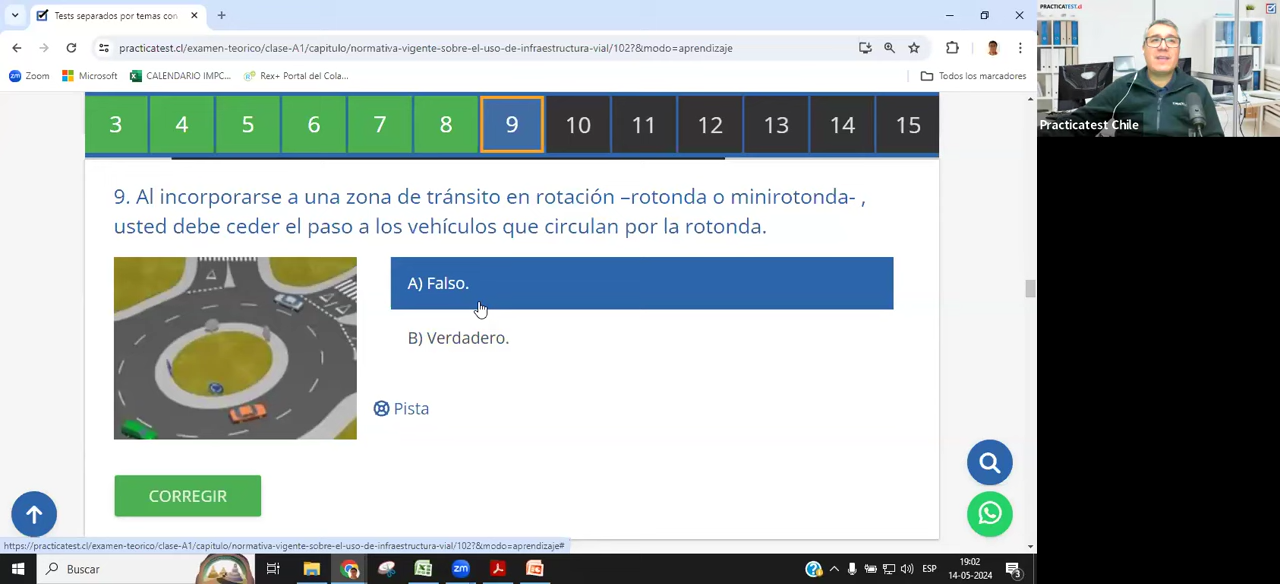 Tests separados por temas con
practicatest.cl/examen-teorico/clase-A1/capitulo/normativa-vigente-sobre-el-uso-de-infraestructura-vial/102?&modo=aprendizaje
Zoom
Microsoft
CALENDARIO IMPC...
Rex+ Portal del Cola...
Todos los marcadores
PRACTICATEST.cl
Practicatest Chile
3 4 5 6 7 8 9 10 11 12 13 14 15
9. Al incorporarse a una zona de tránsito en rotación –rotonda o minirotonda- ,
usted debe ceder el paso a los vehículos que circulan por la rotonda.
A) Falso.
B) Verdadero.
Pista
CORREGIR
https://practicatest.cl/examen-teorico/clase-A1/capitulo/normativa-vigente-sobre-el-uso-de-infraestructura-vial/102?&modo=aprendizaje#
Buscar
zm
ESP
19:02
14-05-2024
3